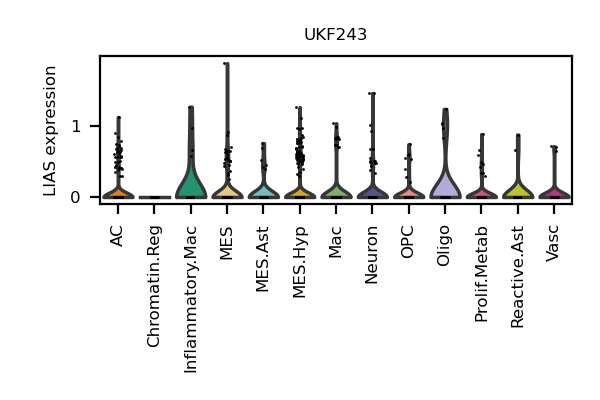 UKF243
LIAS expression
1
0
AC
Chromatin.Reg
Inflammatory.Mac
MES
MES.Ast
MES.Hyp
Mac
Neuron
OPC
Oligo
Prolif.Metab
Reactive.Ast
Vasc